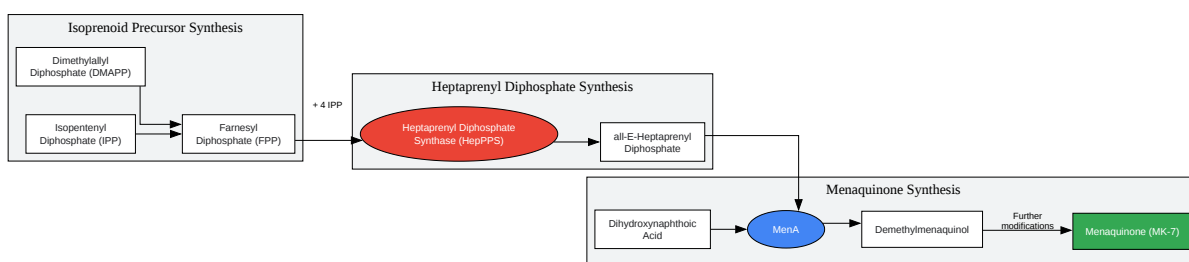 Isoprenoid Precursor Synthesis
Dimethylallyl
Diphosphate (DMAPP)
Isopentenyl
Diphosphate (IPP)
Farnesyl
Diphosphate (FPP)
+ 4 IPP
Heptaprenyl Diphosphate Synthesis
Heptaprenyl Diphosphate
Synthase (HepPPS)
all-E-Heptaprenyl
Diphosphate
Menaquinone Synthesis
Dihydroxynaphthoic
Acid
MenA
Demethylmenaquinol
Further
modifications
Menaquinone (MK-7)